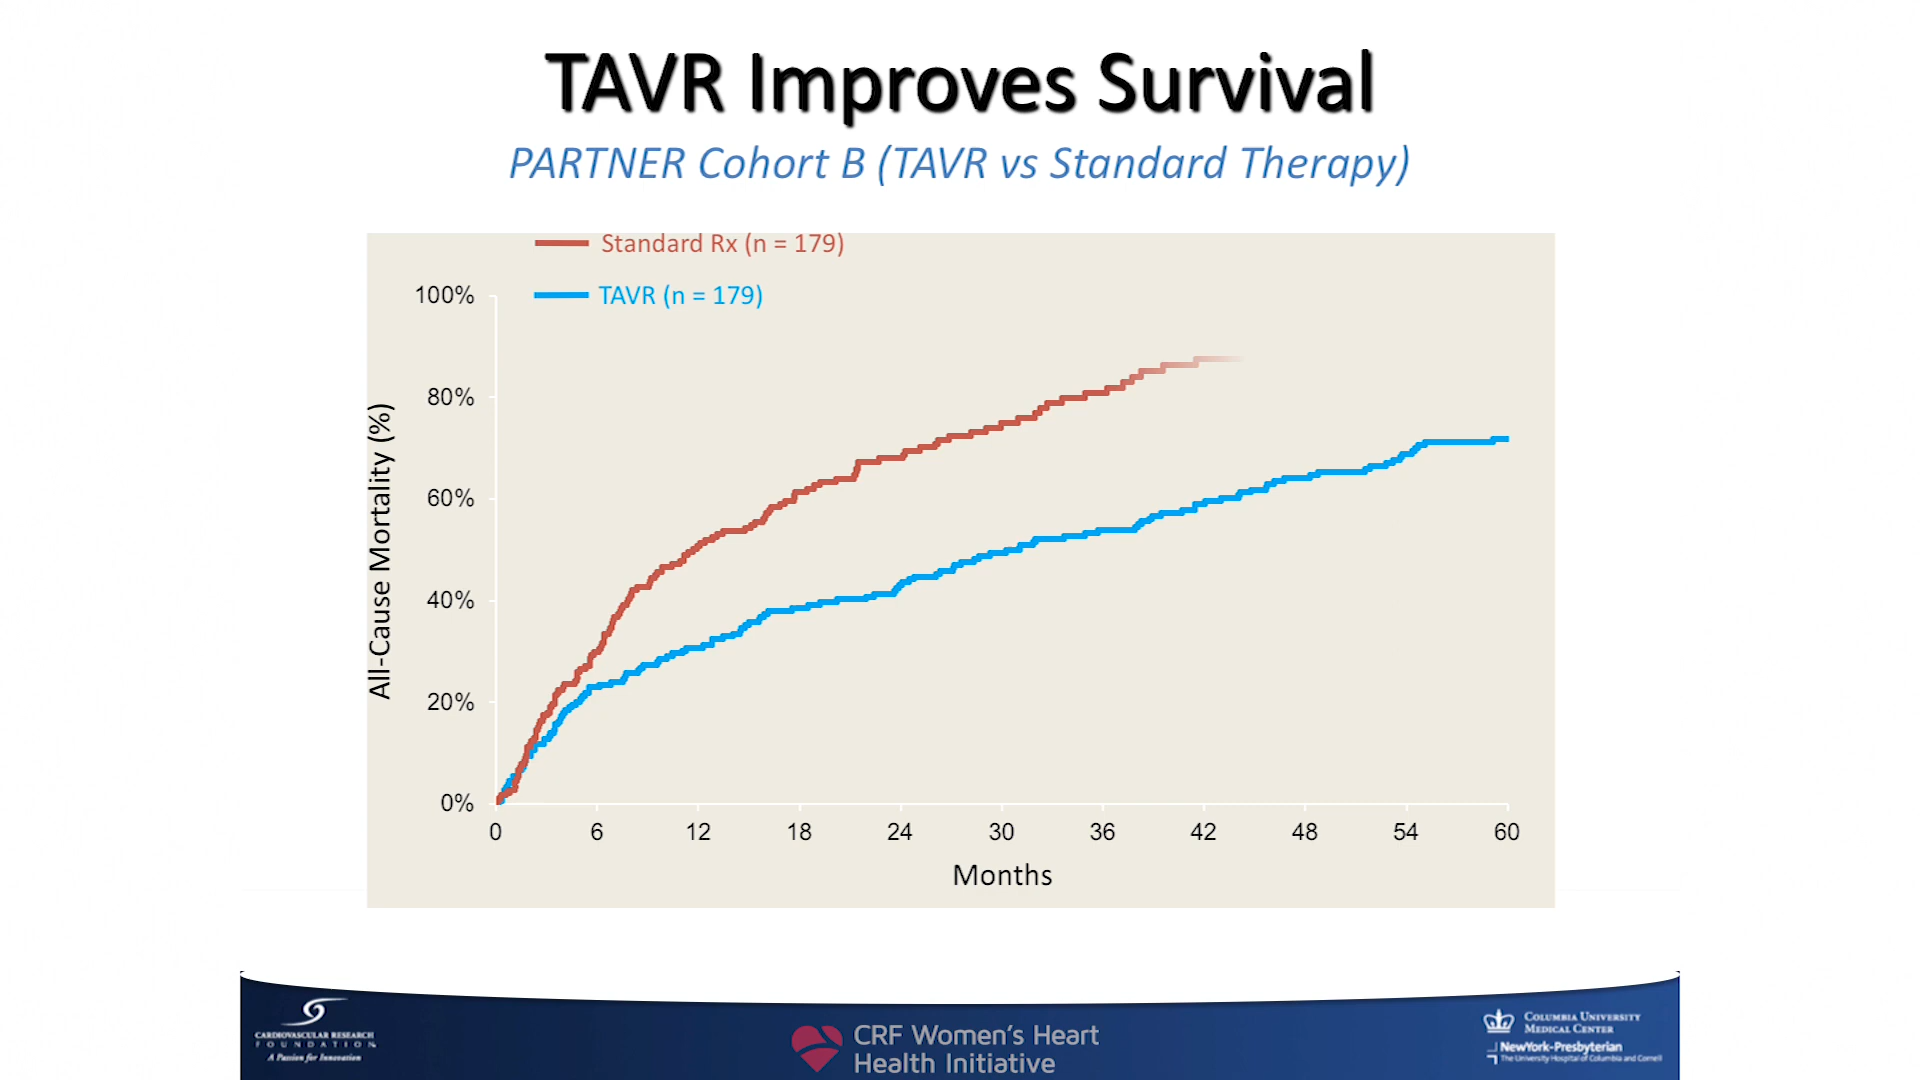 TAVR Improves Survival
PARTNER Cohort B (TAVR vs Standard Therapy)
Standard Rx (n = 179)
TAVR (n = 179)
100%
80%
60%
40%
20%
0%
All-Cause Mortality (%)
0 6 12 18 24 30 36 42 48 54 60
Months
CARDIOVASCULAR RESEARCH
FOUNDATION
A Passion for Innovation
CRF Women's Heart
Health Initiative
COLUMBIA UNIVERSITY
MEDICAL CENTER
NewYork-Presbyterian
The University Hospital of Columbia and Cornell